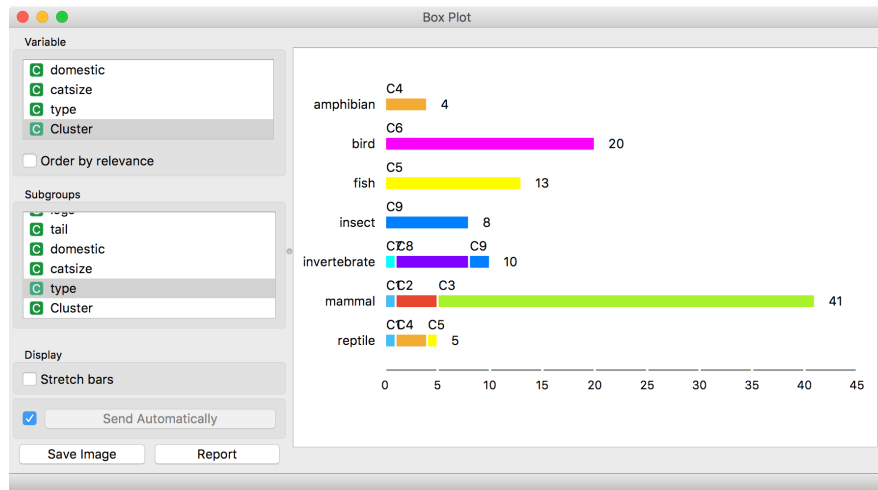 Box Plot
Variable
C domestic
C catsize
C type
C Cluster
Order by relevance
Subgroups
C tail
C domestic
C catsize
C type
C Cluster
Display
Stretch bars
Send Automatically
Save Image
Report
C4
amphibian 4
C6
bird 20
C5
fish 13
C9
insect 8
C7 C8 C9
invertebrate 10
C1 C2 C3
mammal 41
C1 C4 C5
reptile 5
0 5 10 15 20 25 30 35 40 45